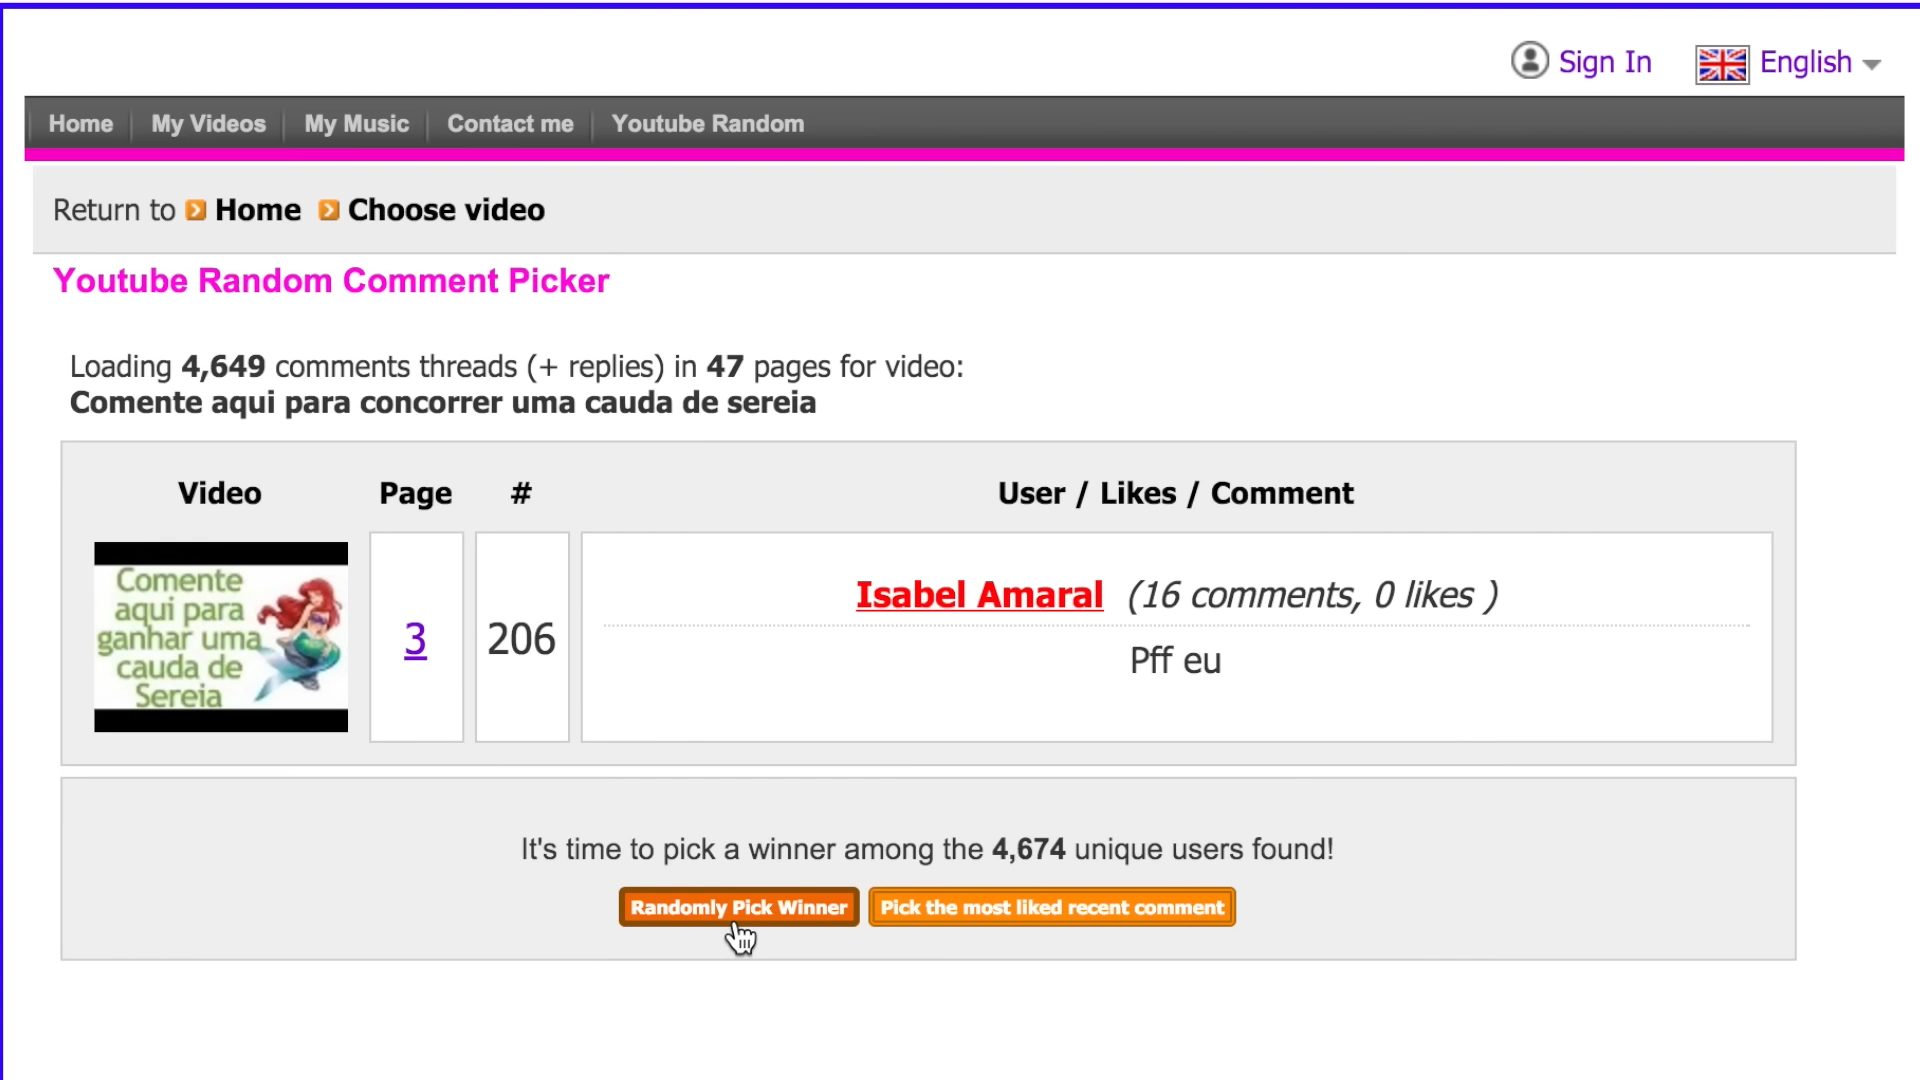 Sign In English
Home My Videos My Music Contact me Youtube Random
Return to Home Choose video
Youtube Random Comment Picker
Loading 4,649 comments threads (+ replies) in 47 pages for video:
Comente aqui para concorrer uma cauda de sereia
Video Page # User / Likes / Comment
Comente
aqui para
ganhar uma
cauda de
Sereia
3
206
Isabel Amaral (16 comments, 0 likes )
Pff eu
It's time to pick a winner among the 4,674 unique users found!
Randomly Pick Winner Pick the most liked recent comment